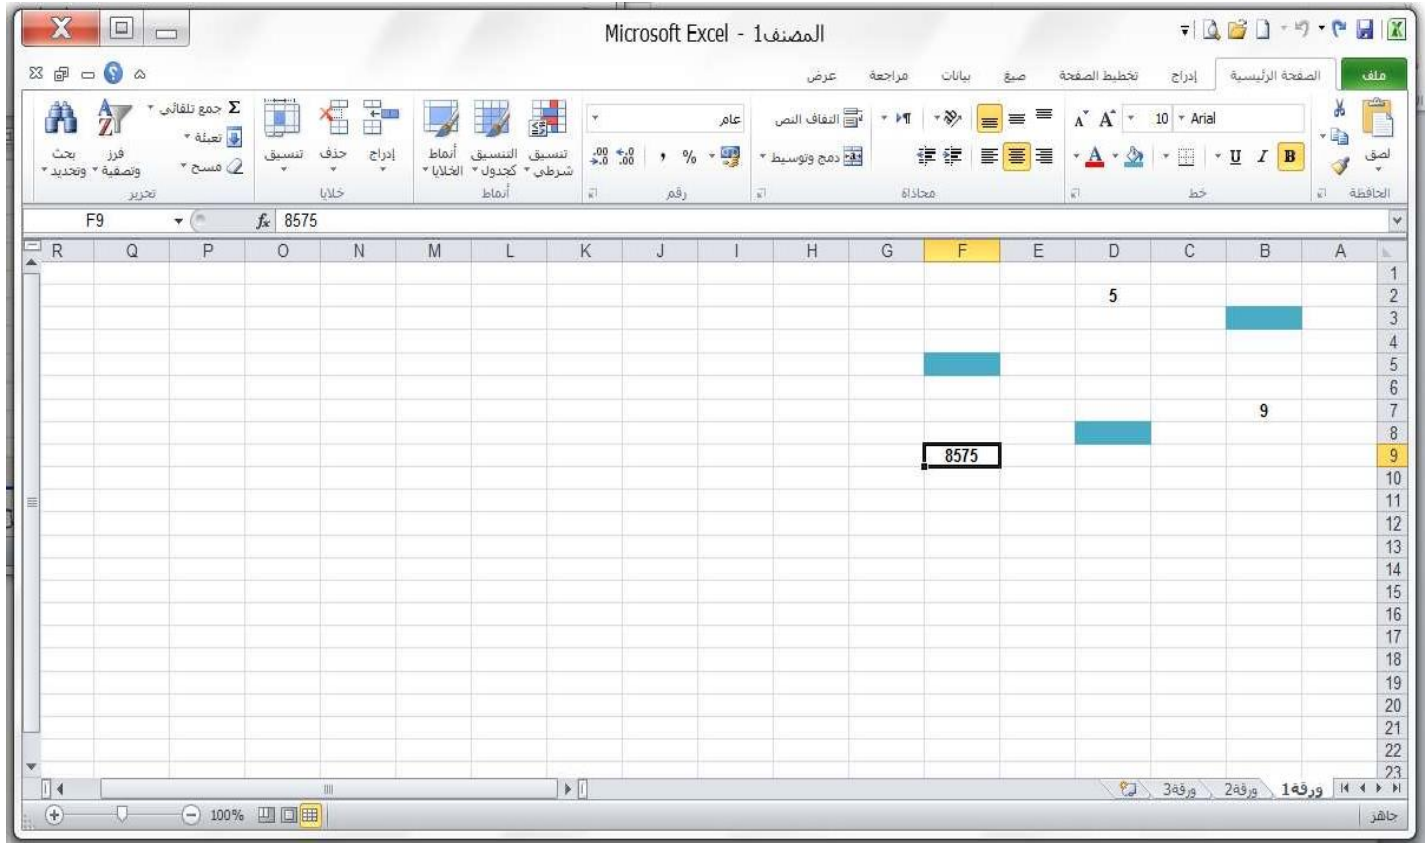 المصنف1 - Microsoft Excel
ملف الصفحة الرئيسية إدراج تخطيط الصفحة صيغ بيانات مراجعة عرض
لصق
الحافظة
Arial 10
B I U
خط
التفاف النص
دمج وتوسيط
محاذاة
عام
%
رقم
تنسيق شرطي
التنسيق كجدول
أنماط الخلايا
أنماط
إدراج
حذف
تنسيق
خلايا
Σ جمع تلقائي
تعبئة
مسح
فرز وتصفية
بحث وتحديد
تحرير
F9 fx 8575
A B C D E F G H I J K L M N O P Q R
1
2 5
3
4
5
6
7 9
8
9 8575
10
11
12
13
14
15
16
17
18
19
20
21
22
23
ورقة1 ورقة2 ورقة3
جاهز 100%